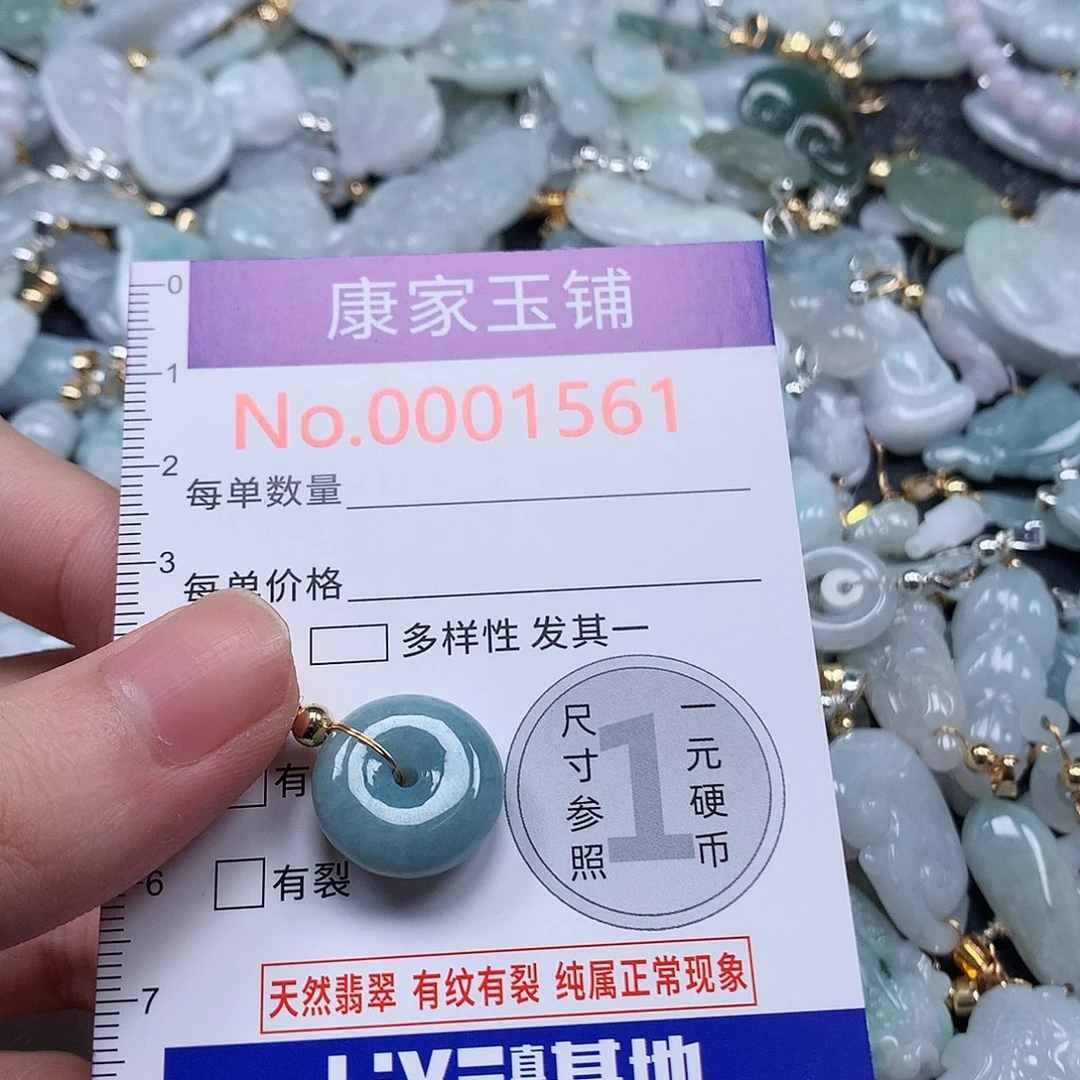 康家玉铺
No.0001561
0
1
2
每单数量
3
每单价格
多样性 发其一
尺寸参照
1
一元硬币
有
6
有裂
天然翡翠 有纹有裂 纯属正常现象
7
基地